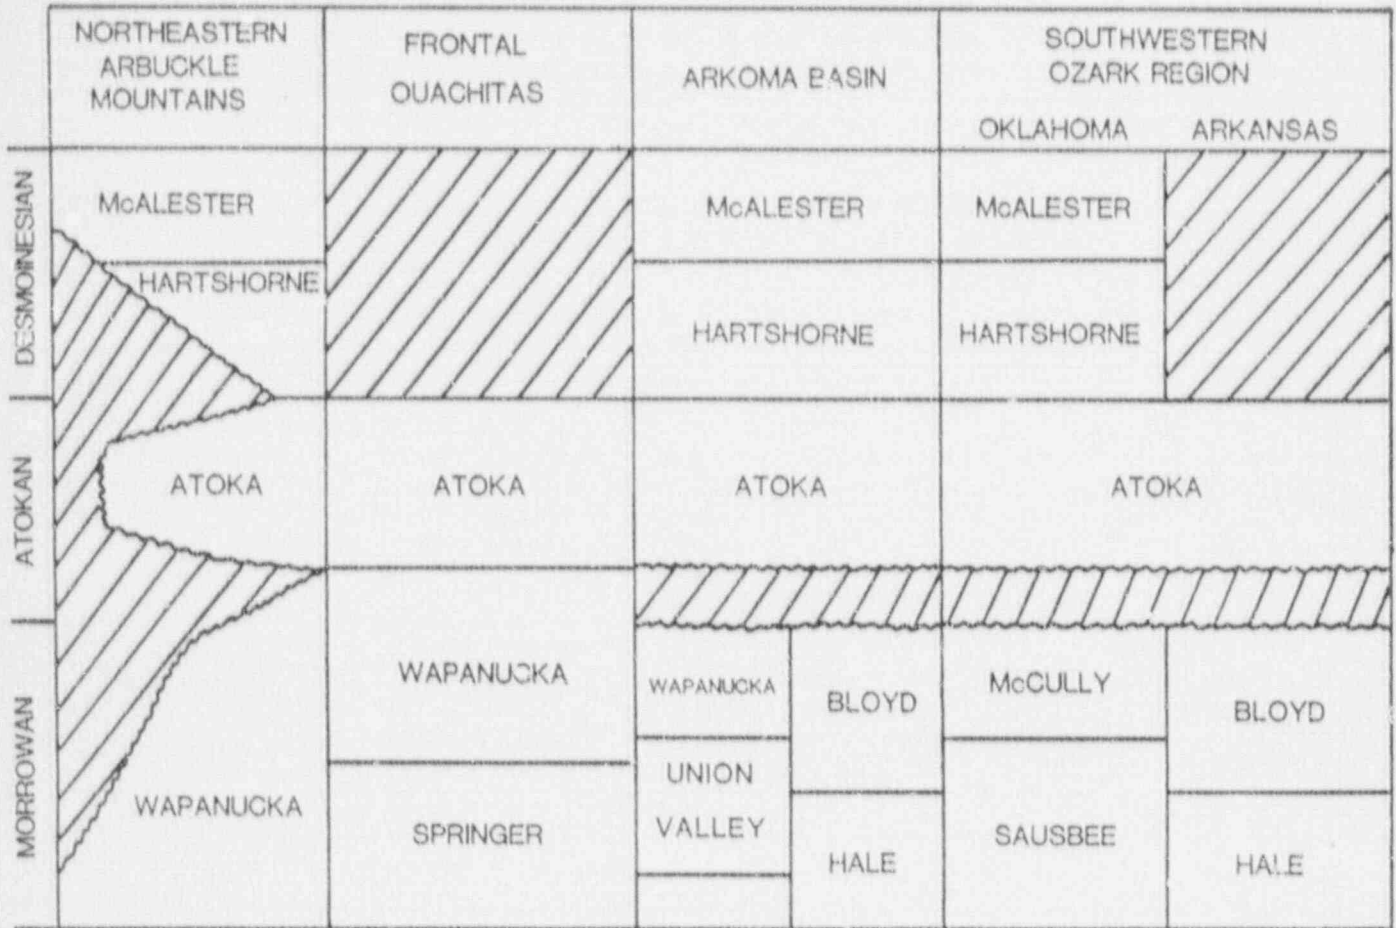 NORTHEASTERN
ARBUCKLE
MOUNTAINS
FRONTAL
OUACHITAS
ARKOMA BASIN
SOUTHWESTERN
OZARK REGION
OKLAHOMA
ARKANSAS
DESMOINESIAN
McALESTER
McALESTER
McALESTER
HARTSHORNE
HARTSHORNE
HARTSHORNE
ATOKAN
ATOKA
ATOKA
ATOKA
ATOKA
MORROWAN
WAPANUCKA
WAPANUCKA
SPRINGER
WAPANUCKA
UNION
VALLEY
BLOYD
HALE
McCULLY
SAUSBEE
BLOYD
HALE